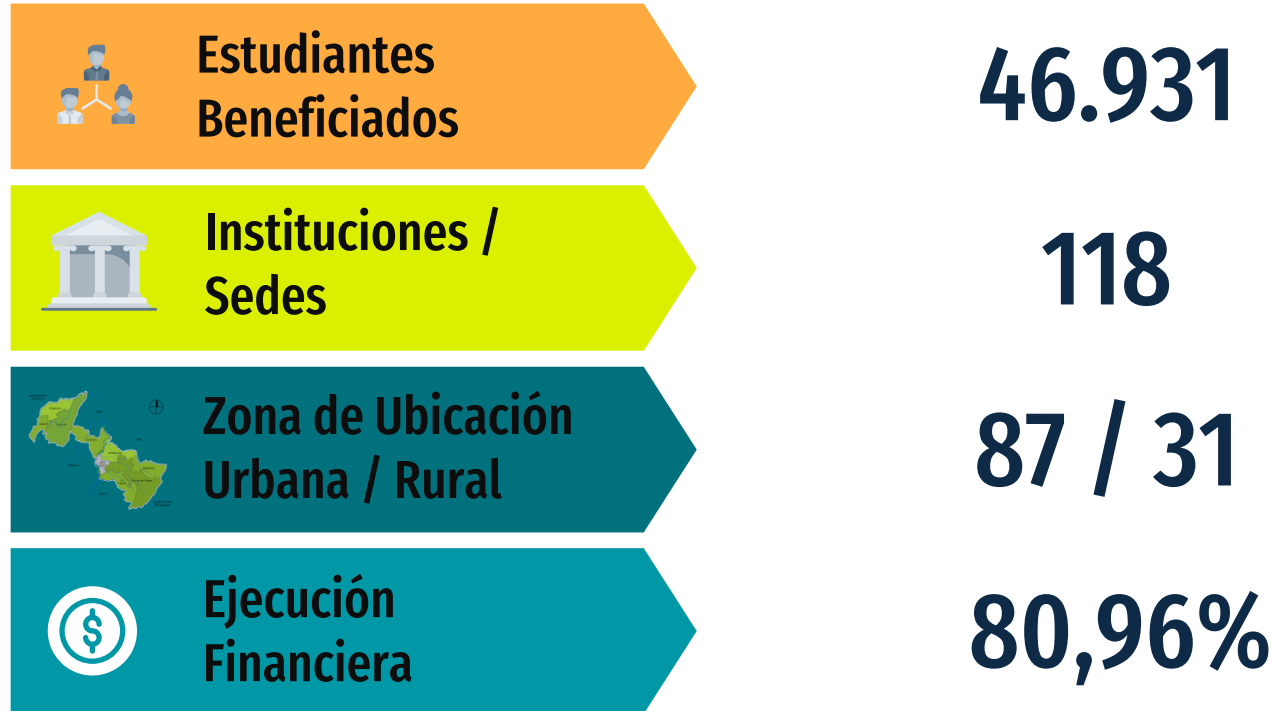 Estudiantes
Beneficiados
46.931
Instituciones /
Sedes
118
Zona de Ubicación
Urbana / Rural
87 / 31
Ejecución
Financiera
80,96%